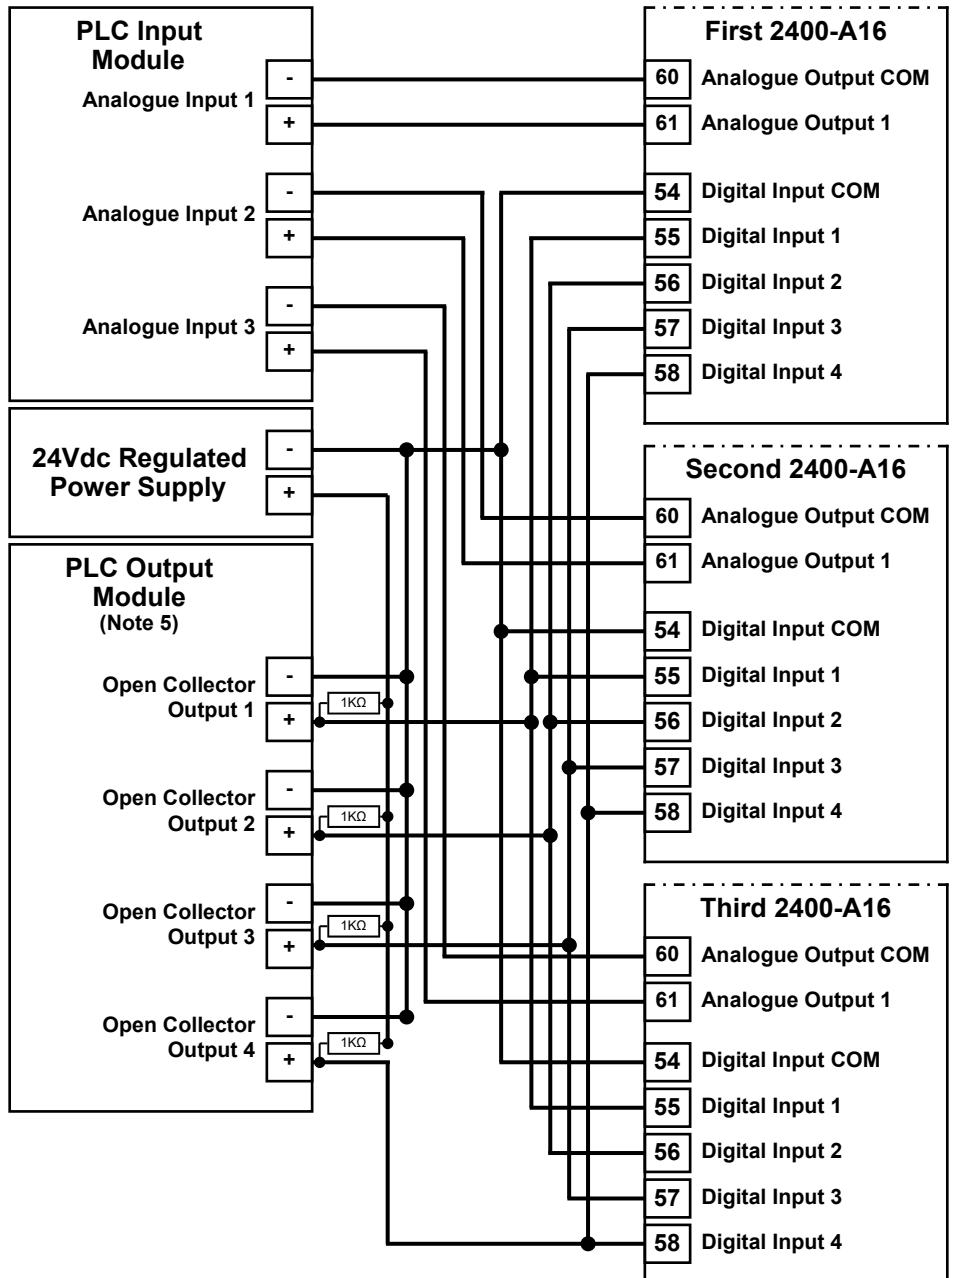 PLC Input
Module
Analogue Input 1
-
+
Analogue Input 2
-
+
Analogue Input 3
-
+
24Vdc Regulated
Power Supply
-
+
PLC Output
Module
(Note 5)
Open Collector
Output 1
-
+
1KΩ
Open Collector
Output 2
-
+
1KΩ
Open Collector
Output 3
-
+
1KΩ
Open Collector
Output 4
-
+
1KΩ
First 2400-A16
60 Analogue Output COM
61 Analogue Output 1
54 Digital Input COM
55 Digital Input 1
56 Digital Input 2
57 Digital Input 3
58 Digital Input 4
Second 2400-A16
60 Analogue Output COM
61 Analogue Output 1
54 Digital Input COM
55 Digital Input 1
56 Digital Input 2
57 Digital Input 3
58 Digital Input 4
Third 2400-A16
60 Analogue Output COM
61 Analogue Output 1
54 Digital Input COM
55 Digital Input 1
56 Digital Input 2
57 Digital Input 3
58 Digital Input 4